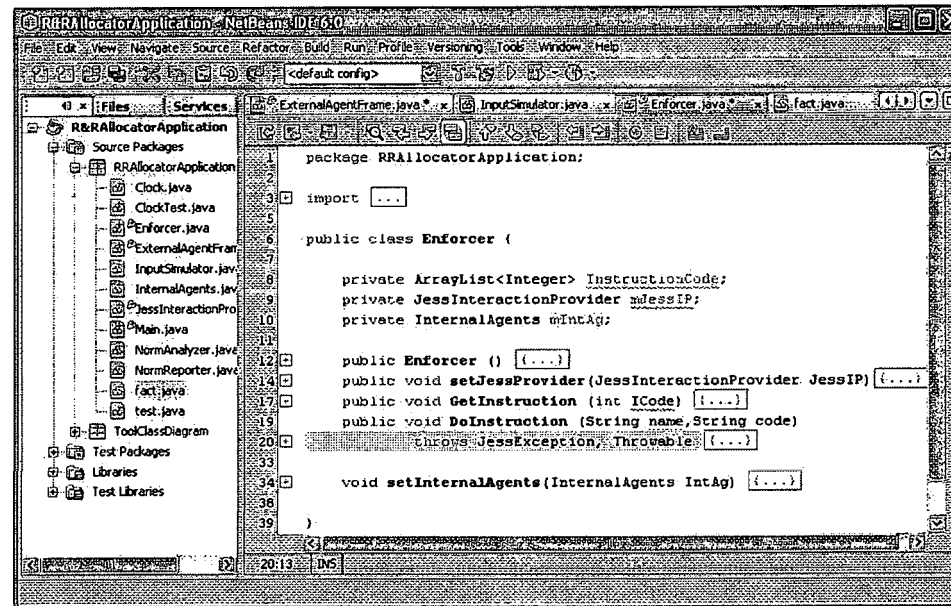 R&RAllocatorApplication - NetBeans IDE 6.0
File Edit View Navigate Source Refactor Build Run Profile Versioning Tools Window Help
<default config>
Files Services
ExternalAgentFrame.java * x InputSimulator.java x Enforcer.java * x fact.java
R&RAllocatorApplication
Source Packages
RRAllocatorApplication
Clock.java
ClockTest.java
Enforcer.java
ExternalAgentFram
InputSimulator.jav
InternalAgents.jav
JessInteractionPro
Main.java
NormAnalyzer.java
NormReporter.java
fact.java
test.java
ToolClassDiagram
Test Packages
Libraries
Test Libraries
1 package RRAllocatorApplication;
2
3 import ...
5
6 public class Enforcer {
7
8 private ArrayList<Integer> InstructionCode;
9 private JessInteractionProvider mJessIP;
10 private InternalAgents mIntAg;
11
12 public Enforcer () {...}
14 public void setJessProvider(JessInteractionProvider JessIP) {...}
17 public void GetInstruction (int ICode) {...}
19 public void DoInstruction (String name,String code)
20 throws JessException, Throwable {...}
33
34 void setInternalAgents(InternalAgents IntAg) {...}
38
39 }
20:13 INS